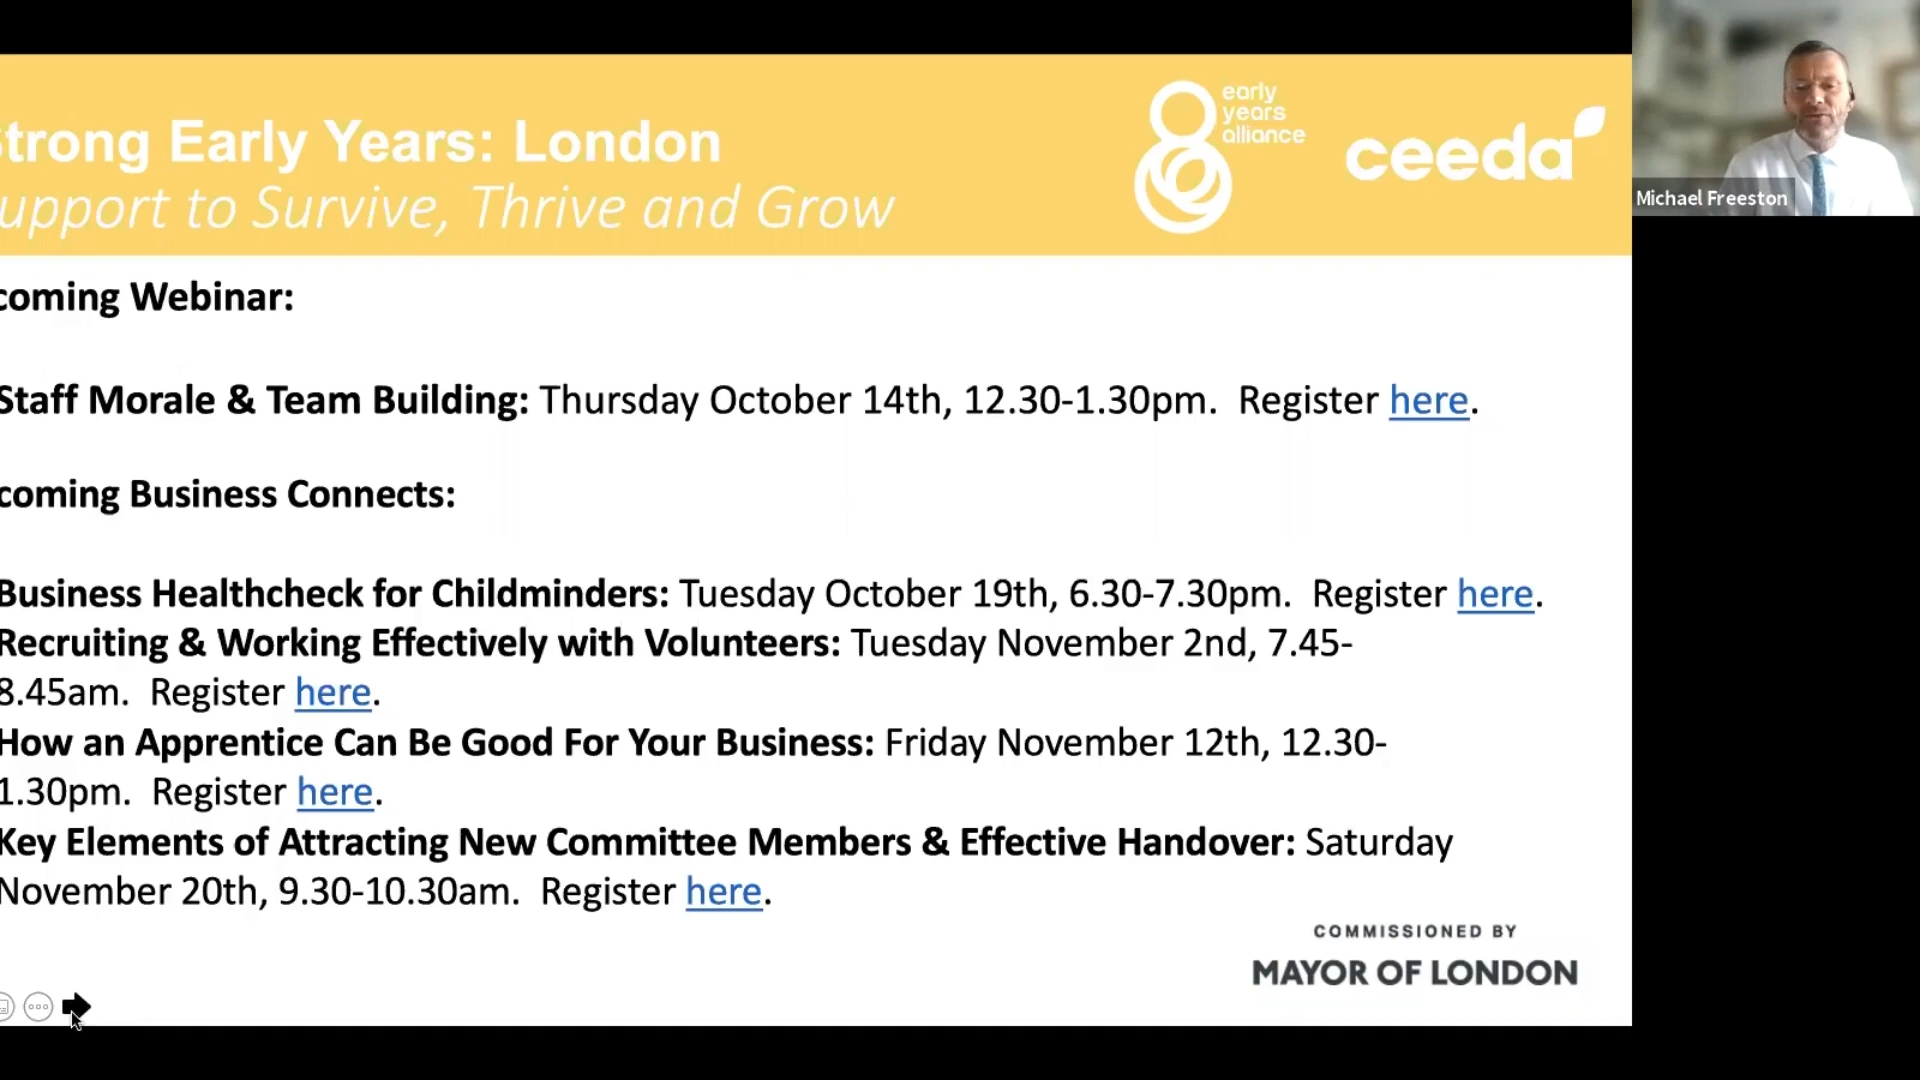 trong Early Years: London
upport to Survive, Thrive and Grow
early
years
alliance
ceeda
Michael Freeston
coming Webinar:
Staff Morale & Team Building: Thursday October 14th, 12.30-1.30pm.  Register here.
coming Business Connects:
Business Healthcheck for Childminders: Tuesday October 19th, 6.30-7.30pm.  Register here.
Recruiting & Working Effectively with Volunteers: Tuesday November 2nd, 7.45-
8.45am.  Register here.
How an Apprentice Can Be Good For Your Business: Friday November 12th, 12.30-
1.30pm.  Register here.
Key Elements of Attracting New Committee Members & Effective Handover: Saturday
November 20th, 9.30-10.30am.  Register here.
COMMISSIONED BY
MAYOR OF LONDON